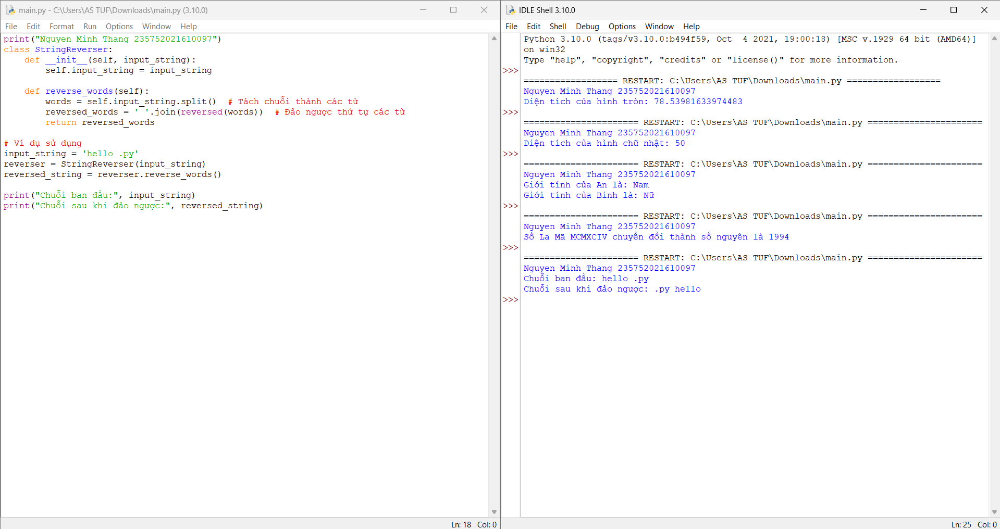 main.py - C:\Users\AS TUF\Downloads\main.py (3.10.0)
File Edit Format Run Options Window Help
print("Nguyen Minh Thang 235752021610097")
class StringReverser:
    def __init__(self, input_string):
        self.input_string = input_string

    def reverse_words(self):
        words = self.input_string.split()  # Tách chuỗi thành các từ
        reversed_words = ' '.join(reversed(words))  # Đảo ngược thứ tự các từ
        return reversed_words

# Ví dụ sử dụng
input_string = 'hello .py'
reverser = StringReverser(input_string)
reversed_string = reverser.reverse_words()

print("Chuỗi ban đầu:", input_string)
print("Chuỗi sau khi đảo ngược:", reversed_string)
Ln: 18 Col: 0
IDLE Shell 3.10.0
File Edit Shell Debug Options Window Help
Python 3.10.0 (tags/v3.10.0:b494f59, Oct  4 2021, 19:00:18) [MSC v.1929 64 bit (AMD64)]
on win32
Type "help", "copyright", "credits" or "license()" for more information.
>>>
================== RESTART: C:\Users\AS TUF\Downloads\main.py ==================
Nguyen Minh Thang 235752021610097
Diện tích của hình tròn: 78.53981633974483
>>>
====================== RESTART: C:\Users\AS TUF\Downloads\main.py ======================
Nguyen Minh Thang 235752021610097
Diện tích của hình chữ nhật: 50
>>>
====================== RESTART: C:\Users\AS TUF\Downloads\main.py ======================
Nguyen Minh Thang 235752021610097
Giới tính của An là: Nam
Giới tính của Binh là: Nữ
>>>
====================== RESTART: C:\Users\AS TUF\Downloads\main.py ======================
Nguyen Minh Thang 235752021610097
Số La Mã MCMXCIV chuyển đổi thành số nguyên là 1994
>>>
====================== RESTART: C:\Users\AS TUF\Downloads\main.py ======================
Nguyen Minh Thang 235752021610097
Chuỗi ban đầu: hello .py
Chuỗi sau khi đảo ngược: .py hello
>>>
Ln: 25 Col: 0